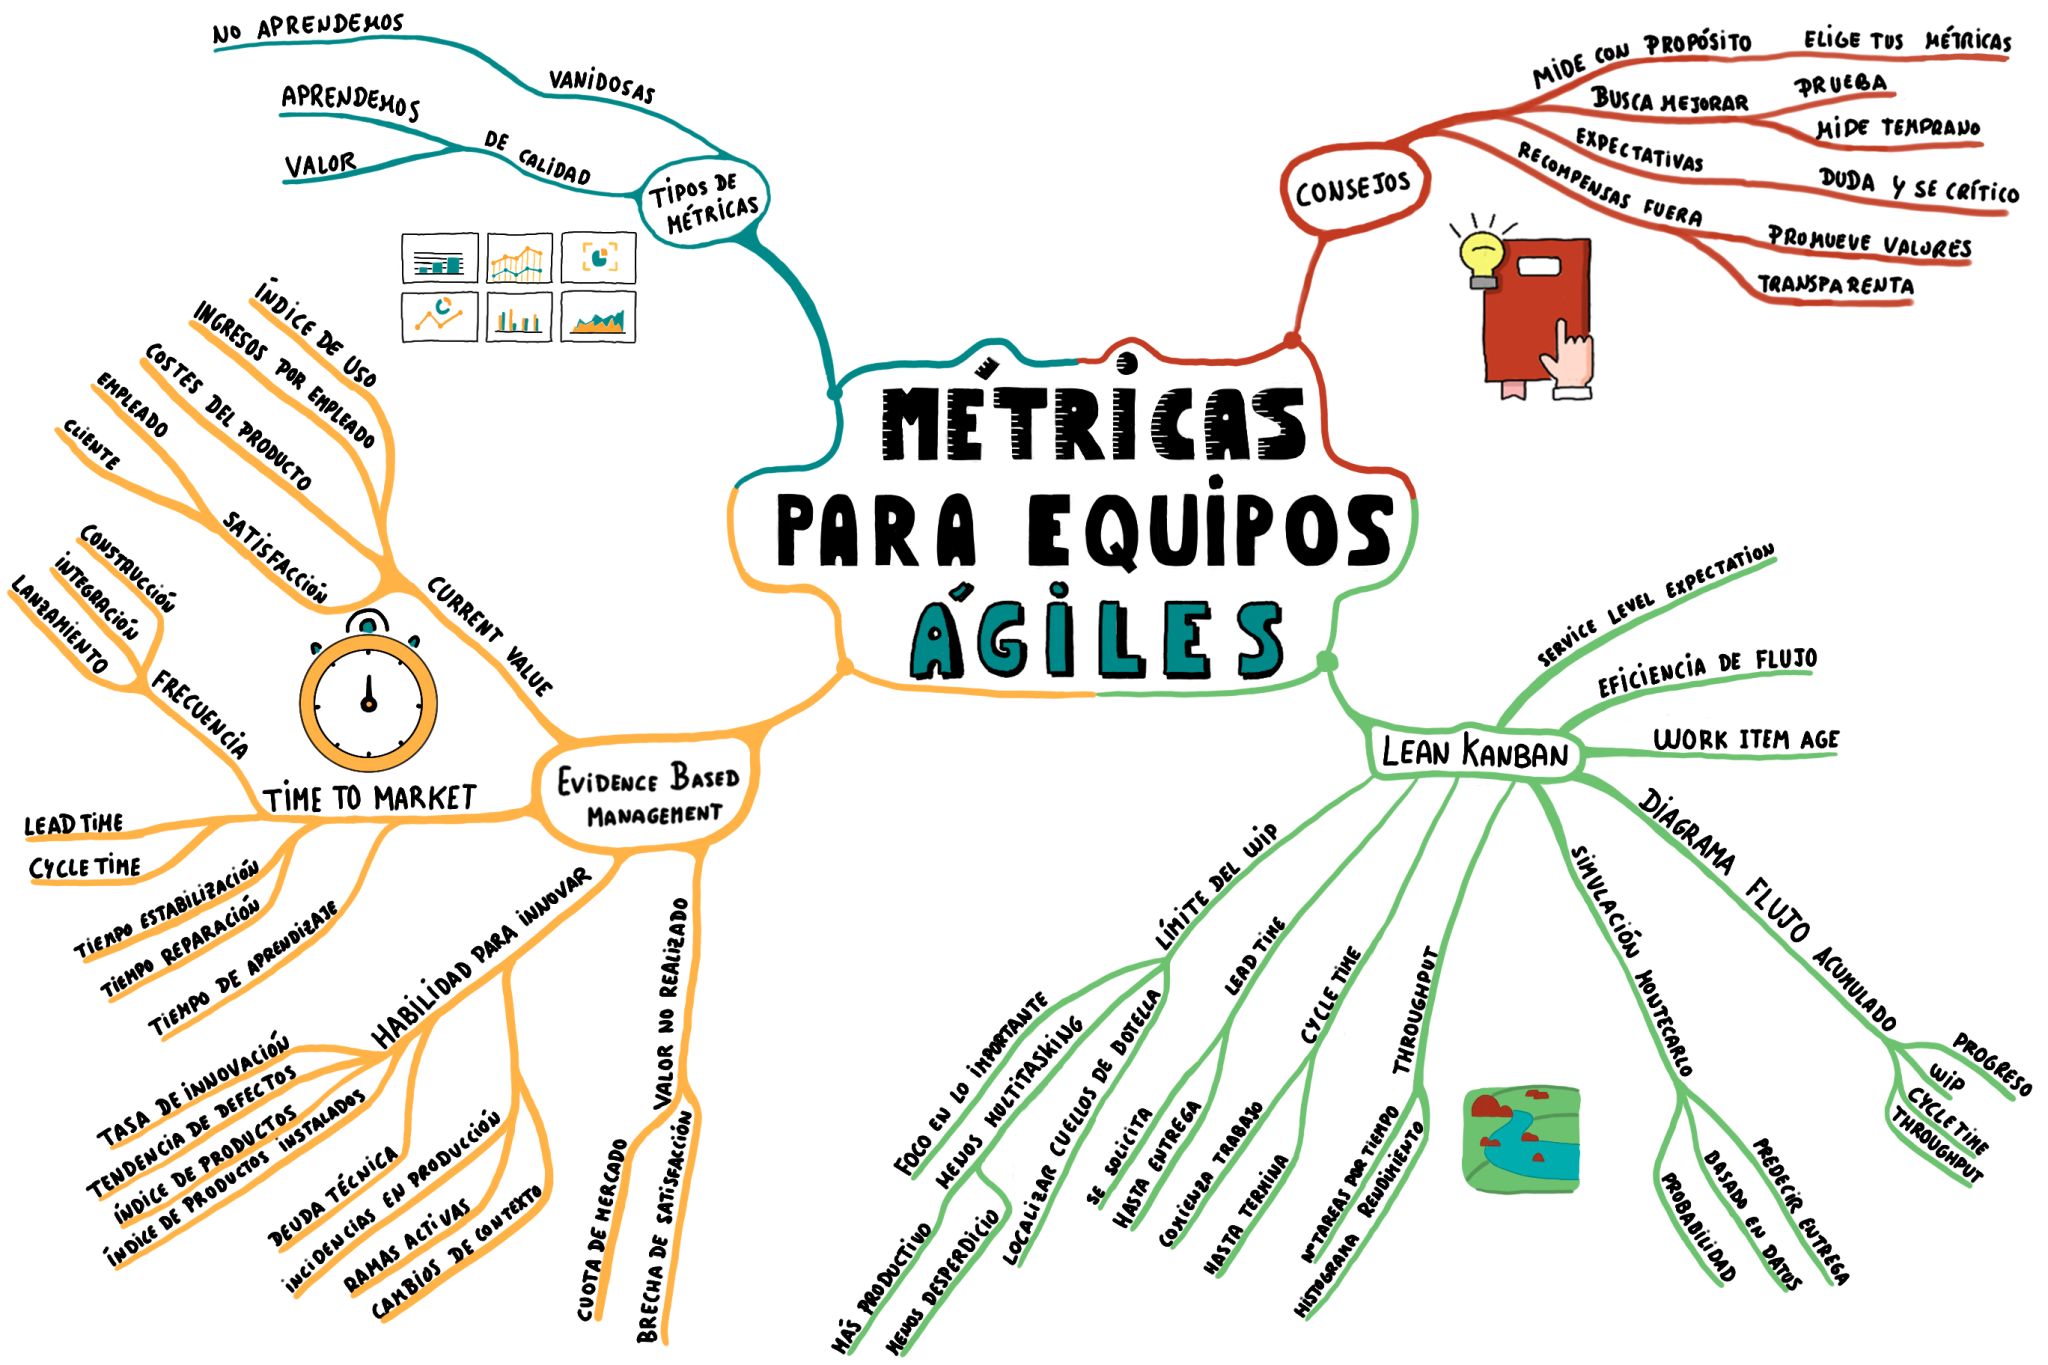 MÉTRICAS
PARA EQUIPOS
ÁGILES
TIPOS DE
MÉTRICAS
VANIDOSAS
NO APRENDEMOS
DE CALIDAD
APRENDEMOS
VALOR
CONSEJOS
MIDE CON PROPÓSITO
ELIGE TUS MÉTRICAS
BUSCA MEJORAR
PRUEBA
MIDE TEMPRANO
EXPECTATIVAS
DUDA Y SE CRÍTICO
RECOMPENSAS FUERA
PROMUEVE VALORES
TRANSPARENTA
EVIDENCE BASED
MANAGEMENT
CURRENT VALUE
ÍNDICE DE USO
INGRESOS POR EMPLEADO
COSTES DEL PRODUCTO
SATISFACCIÓN
EMPLEADO
CLIENTE
TIME TO MARKET
FRECUENCIA
CONSTRUCCIÓN
INTEGRACIÓN
LANZAMIENTO
LEAD TIME
CYCLE TIME
TIEMPO ESTABILIZACIÓN
TIEMPO REPARACIÓN
TIEMPO DE APRENDIZAJE
HABILIDAD PARA INNOVAR
TASA DE INNOVACIÓN
TENDENCIA DE DEFECTOS
ÍNDICE DE PRODUCTOS
ÍNDICE DE PRODUCTOS INSTALADOS
DEUDA TÉCNICA
INCIDENCIAS EN PRODUCCIÓN
RAMAS ACTIVAS
CAMBIOS DE CONTEXTO
VALOR NO REALIZADO
CUOTA DE MERCADO
BRECHA DE SATISFACCIÓN
LEAN KANBAN
SERVICE LEVEL EXPECTATION
EFICIENCIA DE FLUJO
WORK ITEM AGE
DIAGRAMA FLUJO ACUMULADO
PROGRESO
WIP
CYCLE TIME
THROUGHPUT
SIMULACIÓN MONTECARLO
PREDECIR ENTREGA
BASADO EN DATOS
PROBABILIDAD
THROUGHPUT
Nº TAREAS POR TIEMPO
HISTOGRAMA RENDIMIENTO
CYCLE TIME
COMIENZA TRABAJO
HASTA TERMINA
LEAD TIME
SE SOLICITA
HASTA ENTREGA
LÍMITE DEL WIP
FOCO EN LO IMPORTANTE
MENOS MULTITASKING
MÁS PRODUCTIVO
MENOS DESPERDICIO
LOCALIZAR CUELLOS DE BOTELLA